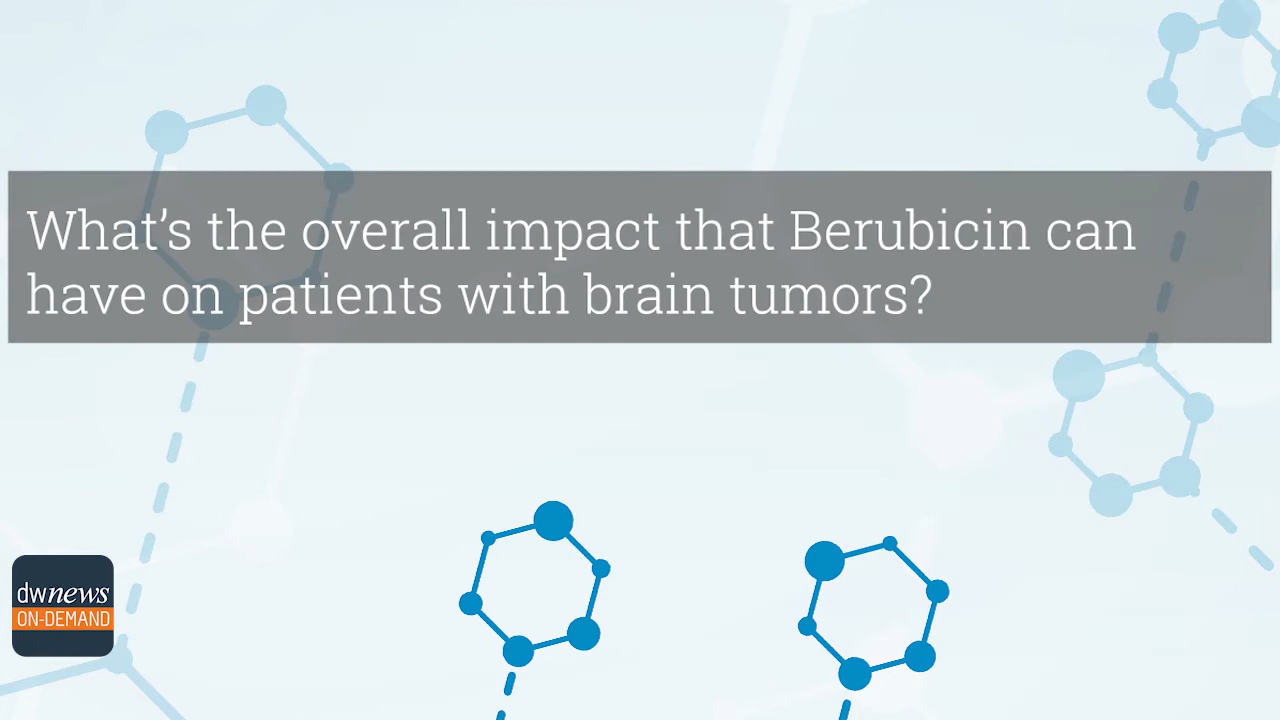 What’s the overall impact that Berubicin can
have on patients with brain tumors?
dwnews
ON-DEMAND